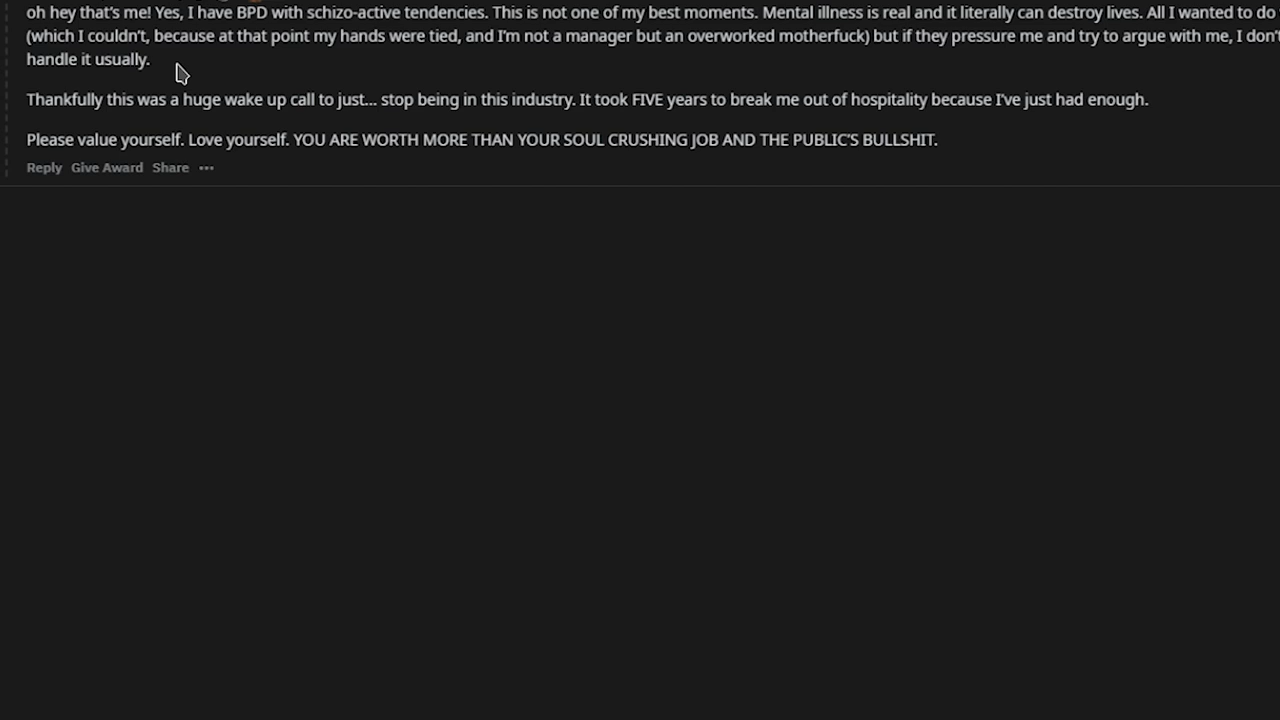 oh hey that's me! Yes, I have BPD with schizo-active tendencies. This is not one of my best moments. Mental illness is real and it literally can destroy lives. All I wanted to do
(which I couldn't, because at that point my hands were tied, and I'm not a manager but an overworked motherfuck) but if they pressure me and try to argue with me, I don't
handle it usually.
Thankfully this was a huge wake up call to just... stop being in this industry. It took FIVE years to break me out of hospitality because I've just had enough.
Please value yourself. Love yourself. YOU ARE WORTH MORE THAN YOUR SOUL CRUSHING JOB AND THE PUBLIC'S BULLSHIT.
Reply Give Award Share ...